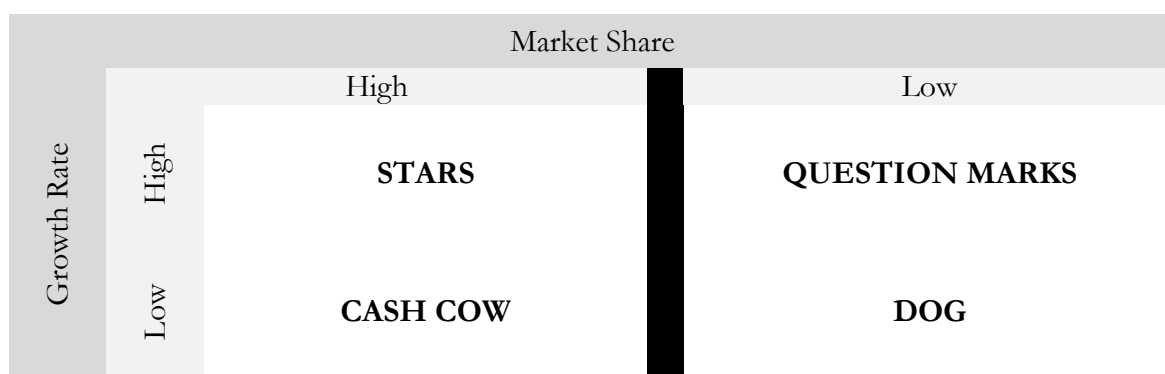 Market Share
High
Low
Growth Rate
High
STARS
QUESTION MARKS
Low
CASH COW
DOG